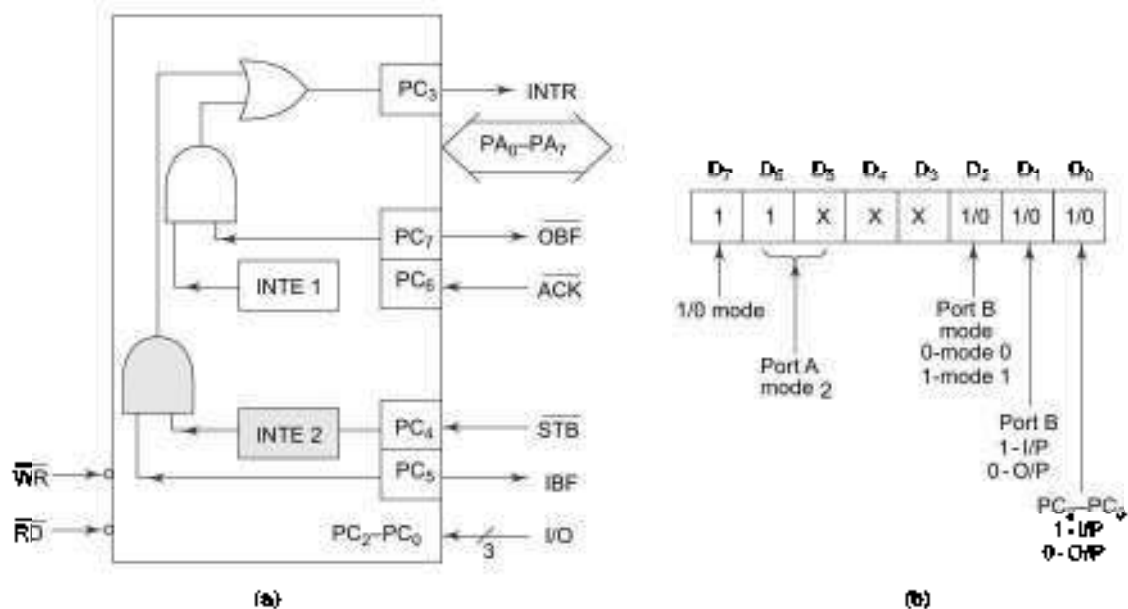 PC₃
INTR
PA₀–PA₇
PC₇
OBF
INTE 1
PC₆
ACK
INTE 2
PC₄
STB
PC₅
IBF
WR
RD
PC₂–PC₀
I/O
3
(a)
D₇ D₆ D₅ D₄ D₃ D₂ D₁ D₀
1 1 X X X 1/0 1/0 1/0
1/0 mode
Port A
mode 2
Port B
mode
0-mode 0
1-mode 1
Port B
1-I/P
0-O/P
1 - I/P
0 - O/P
(b)